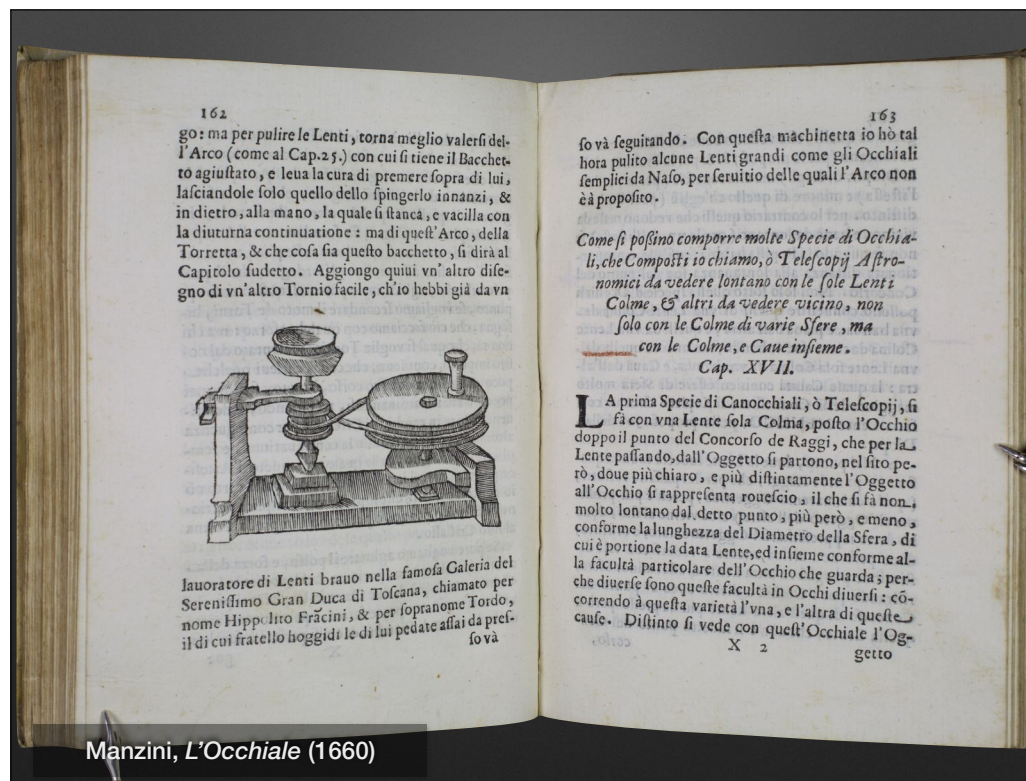 162
go: ma per pulire le Lenti, torna meglio valerſi del-
l'Arco (come al Cap.25.) con cui ſi tiene il Bacchet-
to agiuſtato, e leua la cura di premere ſopra di lui,
laſciandole ſolo quello dello ſpingerlo innanzi, &
in dietro, alla mano, la quale ſi ſtanca, e vacilla con
la diuturna continuatione: ma di queſt'Arco, della
Torretta, & che coſa ſia queſto bacchetto, ſi dirà al
Capitolo ſudetto. Aggiongo quiui vn' altro diſe-
gno di vn'altro Tornio facile, ch'io hebbi già da vn
lauoratore di Lenti brauo nella famoſa Galeria del
Sereniſſimo Gran Duca di Toſcana, chiamato per
nome Hippolito Frācini, & per ſopranome Tordo,
il di cui fratello hoggidì le di lui pedate aſſai da preſ-
ſo và
163
ſo và ſeguitando. Con queſta machinetta io hò tal
hora pulito alcune Lenti grandi come gli Occhiali
ſemplici da Naſo, per ſeruitio delle quali l'Arco non
è à propoſito.
Come ſi poſſino comporre molte Specie di Occhia-
li, che Compoſti io chiamo, ò Teleſcopij Aſtro-
nomici da vedere lontano con le ſole Lenti
Colme, & altri da vedere vicino, non
ſolo con le Colme di varie Sfere, ma
con le Colme, e Caue inſieme.
Cap. XVII.
LA prima Specie di Canocchiali, ò Teleſcopij, ſi
fà con vna Lente ſola Colma, poſto l'Occhio
doppo il punto del Concorſo de Raggi, che per la
Lente paſſando, dall'Oggetto ſi partono, nel ſito pe-
rò, doue più chiaro, e più diſtintamente l'Oggetto
all'Occhio ſi rappreſenta roueſcio, il che ſi fà non
molto lontano dal detto punto, più però, e meno,
conforme la lunghezza del Diametro della Sfera, di
cui è portione la data Lente, ed inſieme conforme al-
la facultà particolare dell'Occhio che guarda; per-
che diuerſe ſono queſte facultà in Occhi diuerſi: cō-
correndo à queſta varietà l'vna, e l'altra di queſte
cauſe. Diſtinto ſi vede con queſt'Occhiale l'Og-
X 2
getto
Manzini, L'Occhiale (1660)